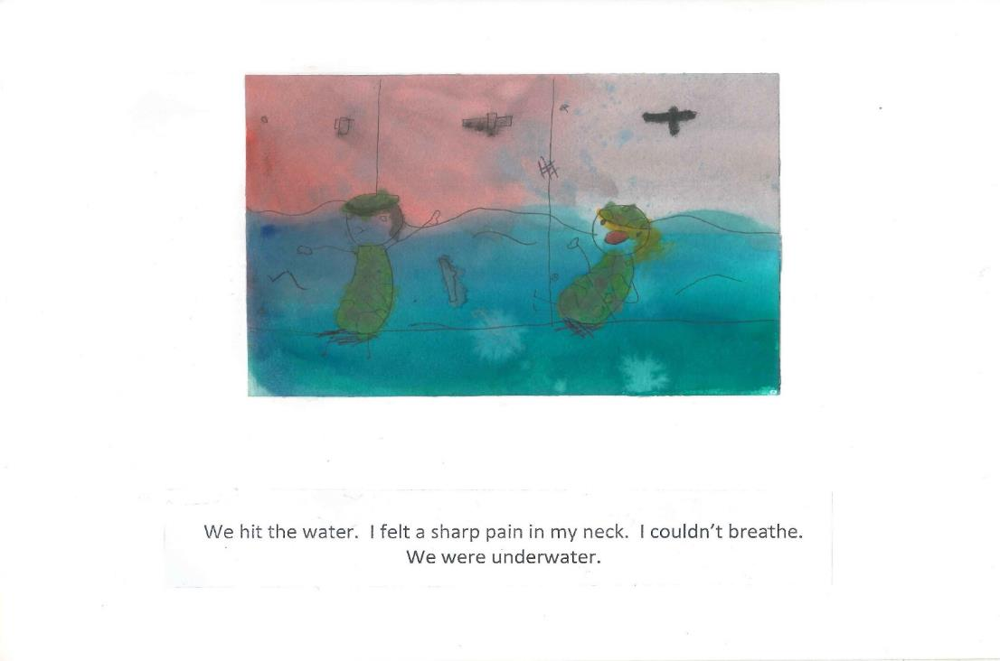 We hit the water.  I felt a sharp pain in my neck.  I couldn't breathe.
We were underwater.